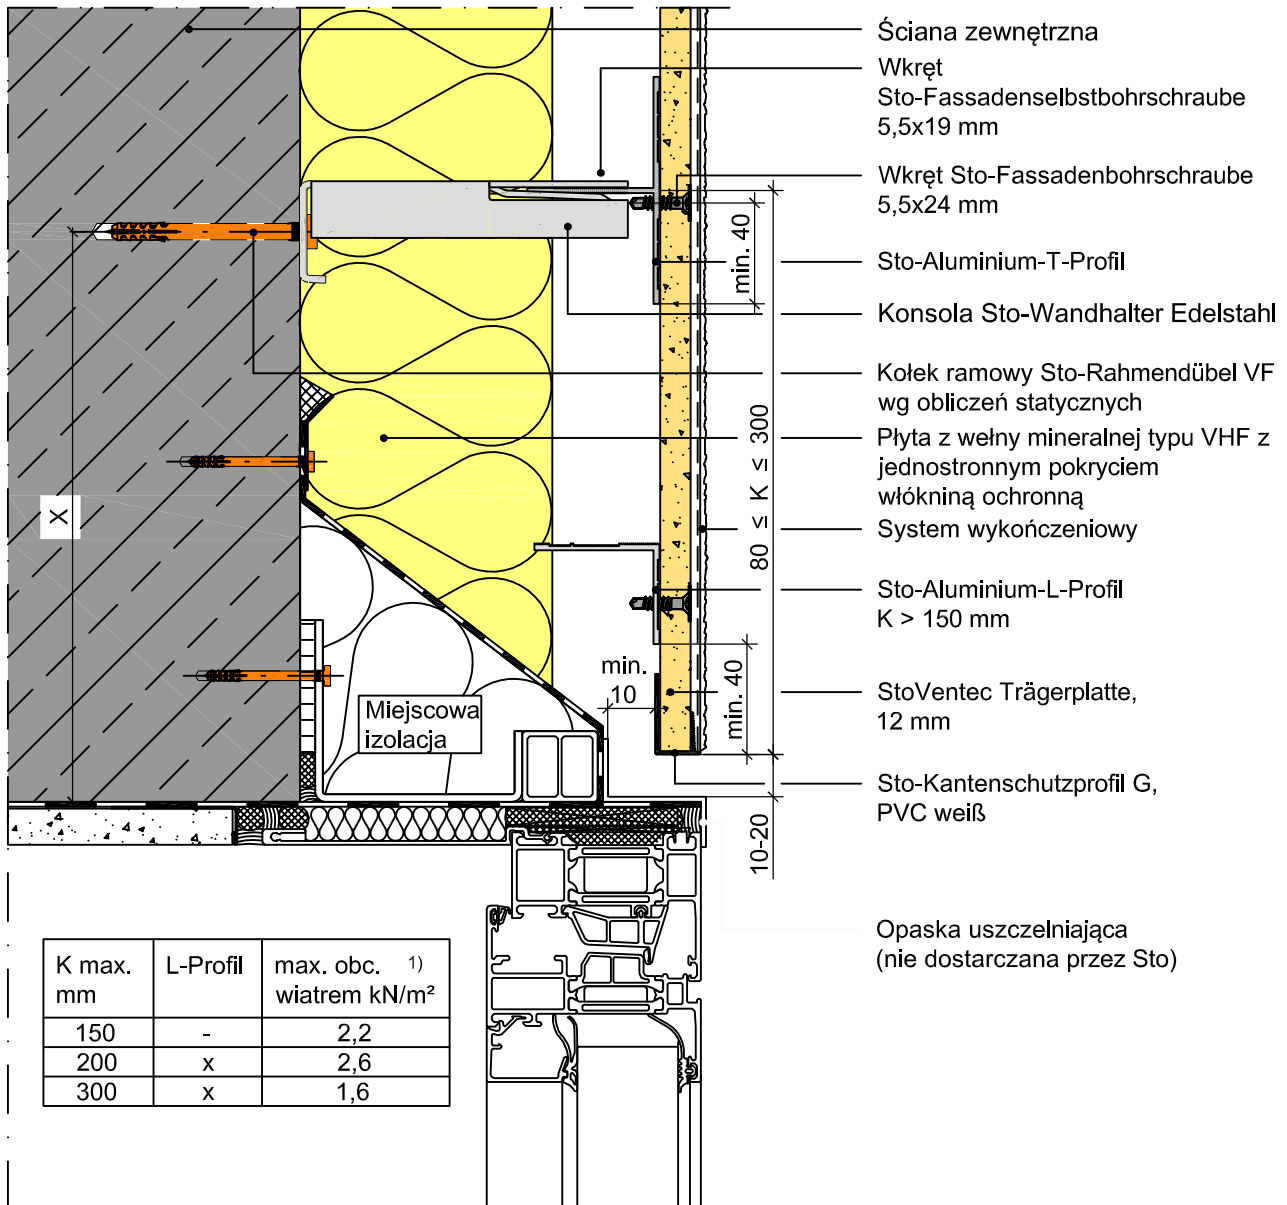 Ściana zewnętrzna
Wkręt
Sto-Fassadenselbstbohrschraube
5,5x19 mm
Wkręt Sto-Fassadenbohrschraube
5,5x24 mm
Sto-Aluminium-T-Profil
Konsola Sto-Wandhalter Edelstahl
Kołek ramowy Sto-Rahmendübel VF
wg obliczeń statycznych
Płyta z wełny mineralnej typu VHF z
jednostronnym pokryciem
włókniną ochronną
System wykończeniowy
Sto-Aluminium-L-Profil
K > 150 mm
StoVentec Trägerplatte,
12 mm
Sto-Kantenschutzprofil G,
PVC weiß
Opaska uszczelniająca
(nie dostarczana przez Sto)
min. 40
80 ≤ K ≤ 300
X
min.
10
min. 40
10-20
Miejscowa
izolacja
K max. L-Profil max. obc. 1)
mm wiatrem kN/m²
150 - 2,2
200 x 2,6
300 x 1,6